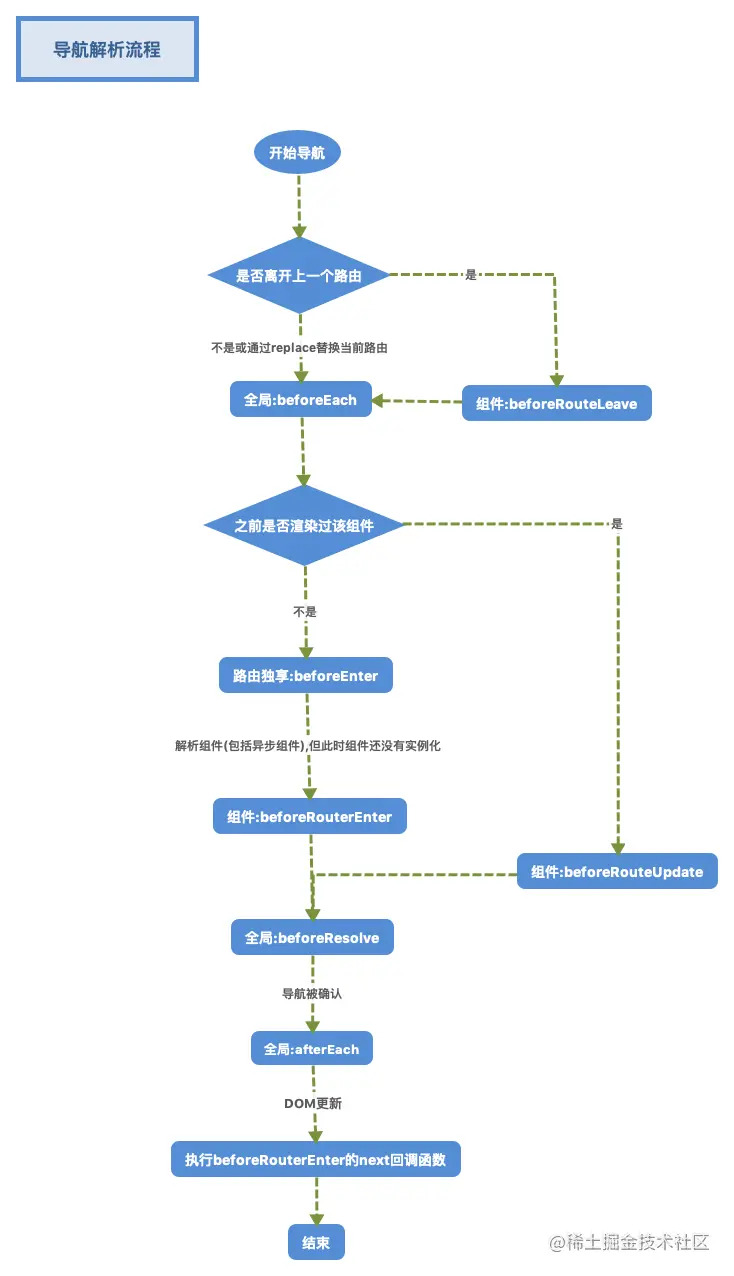 导航解析流程
开始导航
是否离开上一个路由
是
不是或通过replace替换当前路由
全局:beforeEach
组件:beforeRouteLeave
之前是否渲染过该组件
是
不是
路由独享:beforeEnter
解析组件(包括异步组件),但此时组件还没有实例化
组件:beforeRouterEnter
组件:beforeRouteUpdate
全局:beforeResolve
导航被确认
全局:afterEach
DOM更新
执行beforeRouterEnter的next回调函数
结束
@稀土掘金技术社区